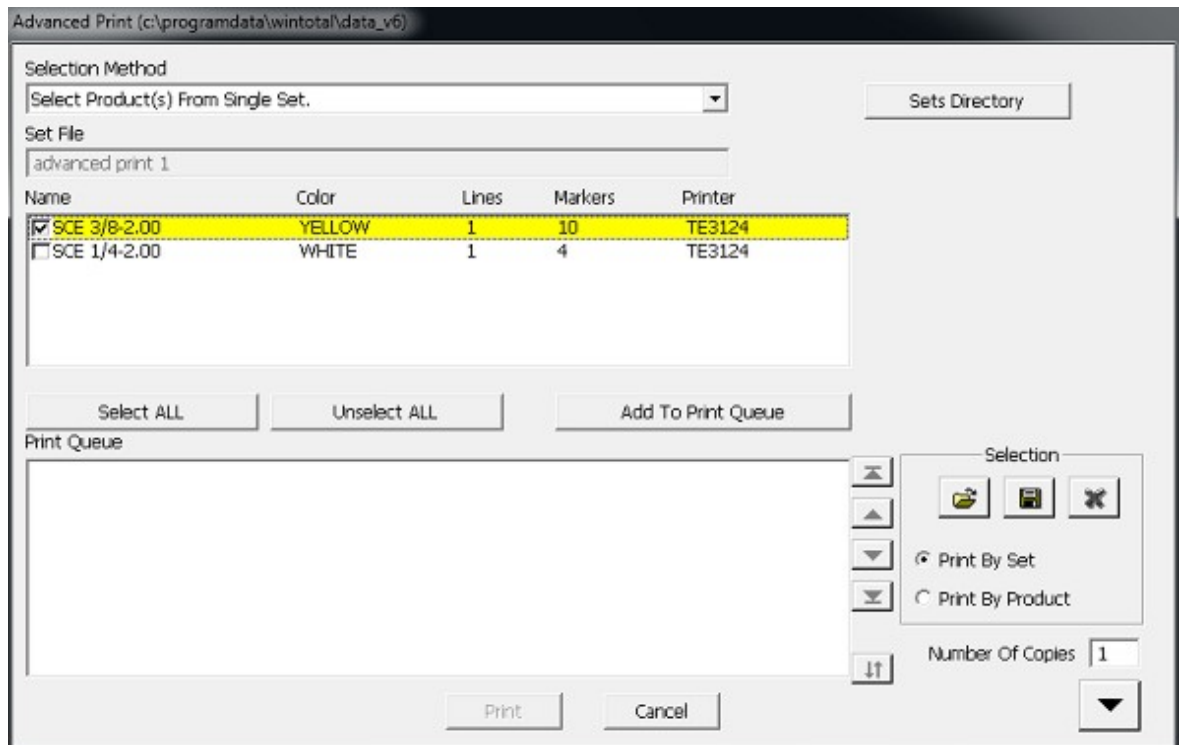 Advanced Print (c:\programdata\wintotal\data_v6)
Selection Method
Select Product(s) From Single Set.
Sets Directory
Set File
advanced print 1
Name Color Lines Markers Printer
SCE 3/8-2.00 YELLOW 1 10 TE3124
SCE 1/4-2.00 WHITE 1 4 TE3124
Select ALL Unselect ALL Add To Print Queue
Print Queue
Selection
Print By Set
Print By Product
Number Of Copies 1
Print Cancel